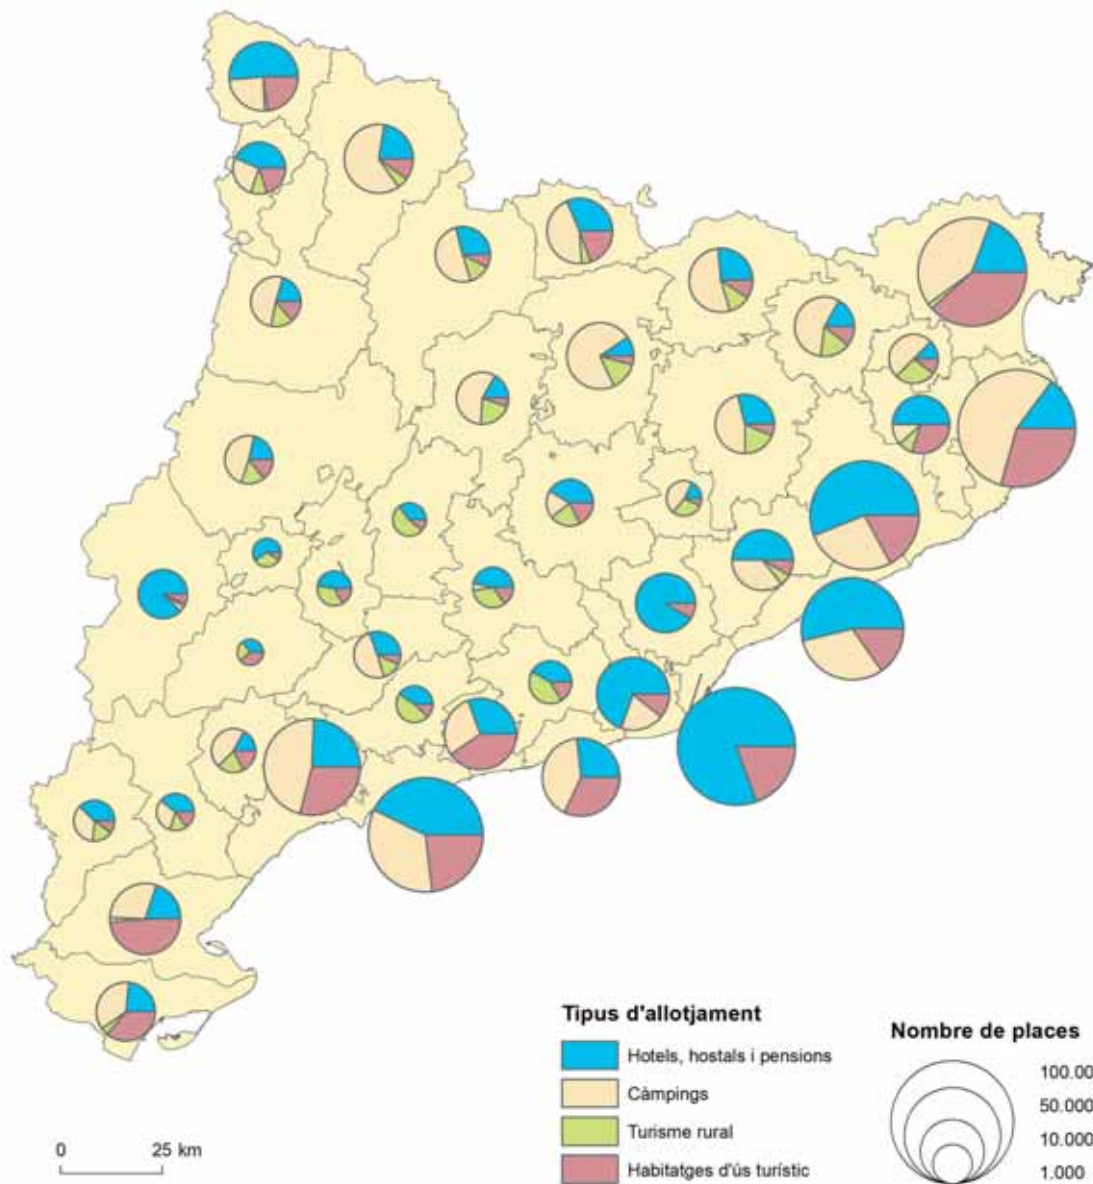 Tipus d'allotjament
Hotels, hostals i pensions
Càmpings
Turisme rural
Habitatges d'ús turístic
Nombre de places
100.00
50.000
10.000
1.000
0 25 km